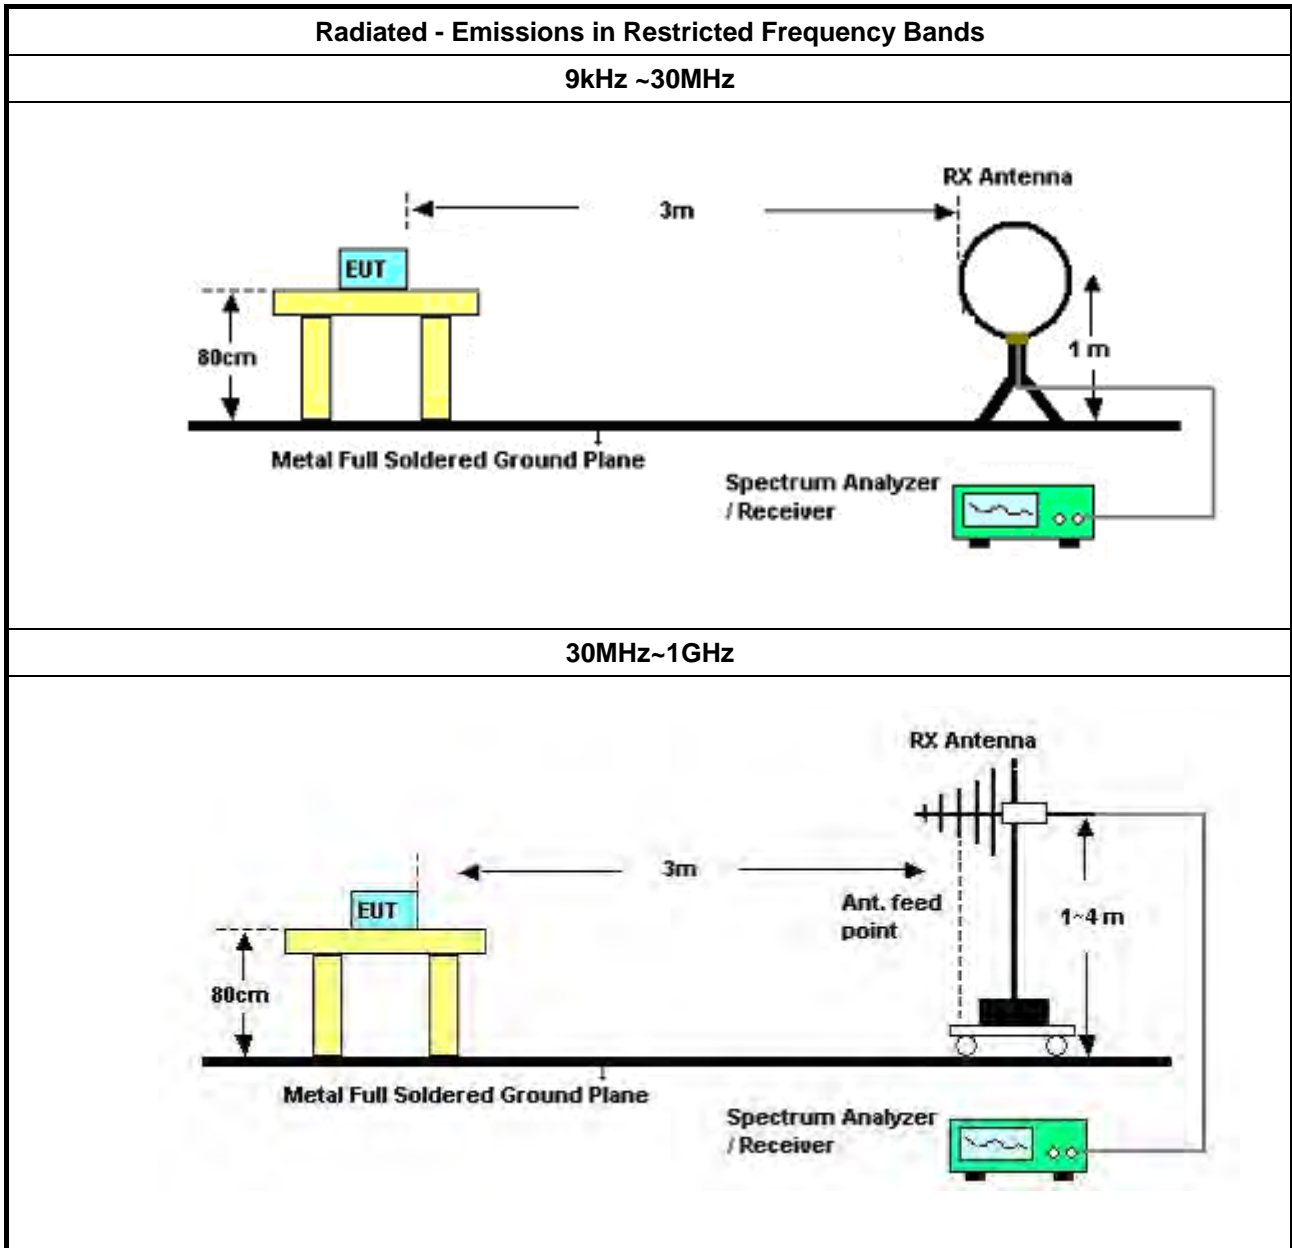 Radiated - Emissions in Restricted Frequency Bands
9kHz ~30MHz
RX Antenna
3m
EUT
80cm
1 m
Metal Full Soldered Ground Plane
Spectrum Analyzer
/ Receiver
30MHz~1GHz
RX Antenna
3m
Ant. feed
point
1~4 m
EUT
80cm
Metal Full Soldered Ground Plane
Spectrum Analyzer
/ Receiver